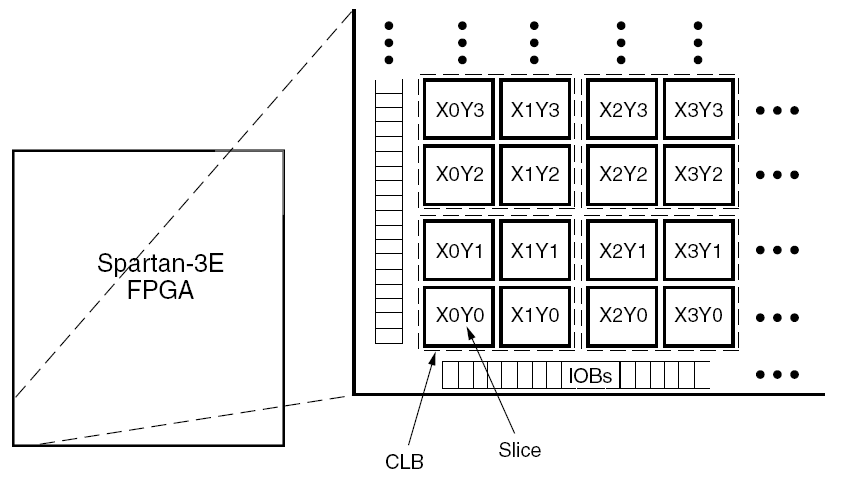 X0Y3 X1Y3 X2Y3 X3Y3
X0Y2 X1Y2 X2Y2 X3Y2
Spartan-3E
FPGA
X0Y1 X1Y1 X2Y1 X3Y1
X0Y0 X1Y0 X2Y0 X3Y0
IOBs
CLB
Slice